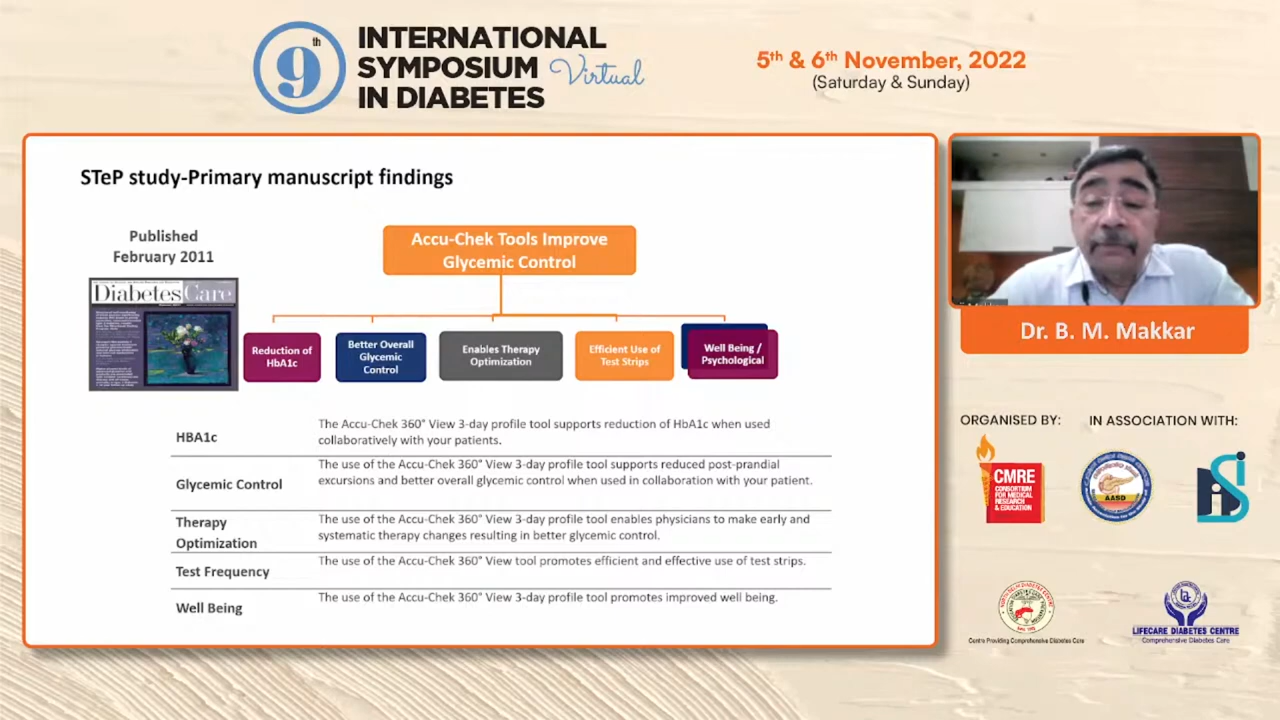 9th
INTERNATIONAL
SYMPOSIUM
Virtual
IN DIABETES
5th & 6th November, 2022
(Saturday & Sunday)
STeP study-Primary manuscript findings
Published
February 2011
Diabetes Care
Accu-Chek Tools Improve
Glycemic Control
Reduction of
HbA1c
Better Overall
Glycemic
Control
Enables Therapy
Optimization
Efficient Use of
Test Strips
Well Being /
Psychological
HBA1c
The Accu-Chek 360° View 3-day profile tool supports reduction of HbA1c when used
collaboratively with your patients.
Glycemic Control
The use of the Accu-Chek 360° View 3-day profile tool supports reduced post-prandial
excursions and better overall glycemic control when used in collaboration with your patient.
Therapy
Optimization
The use of the Accu-Chek 360° View 3-day profile tool enables physicians to make early and
systematic therapy changes resulting in better glycemic control.
Test Frequency
The use of the Accu-Chek 360° View tool promotes efficient and effective use of test strips.
Well Being
The use of the Accu-Chek 360° View 3-day profile tool promotes improved well being.
Dr. B. M. Makkar
ORGANISED BY:
IN ASSOCIATION WITH:
CMRE
CONSORTIUM
FOR MEDICAL
RESEARCH
& EDUCATION
AASD
Centre Providing Comprehensive Diabetes Care
LIFECARE DIABETES CENTRE
Comprehensive Diabetes Care